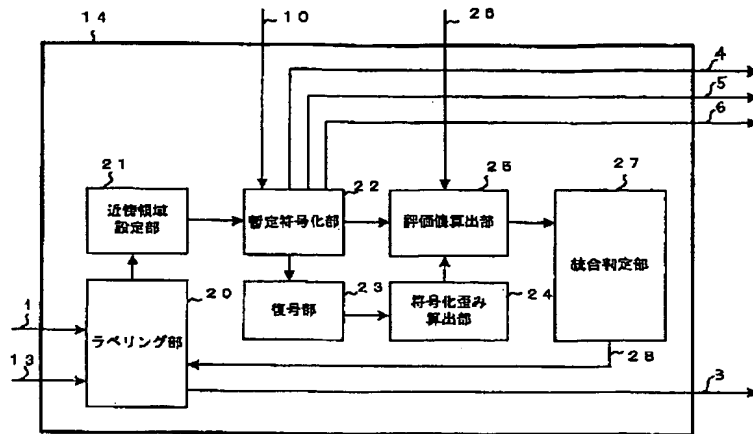 14
10
26
4
5
6
21
近傍領域
設定部
22
暫定符号化部
25
評価値算出部
27
統合判定部
20
ラベリング部
23
復号部
24
符号化歪み
算出部
1
13
28
3